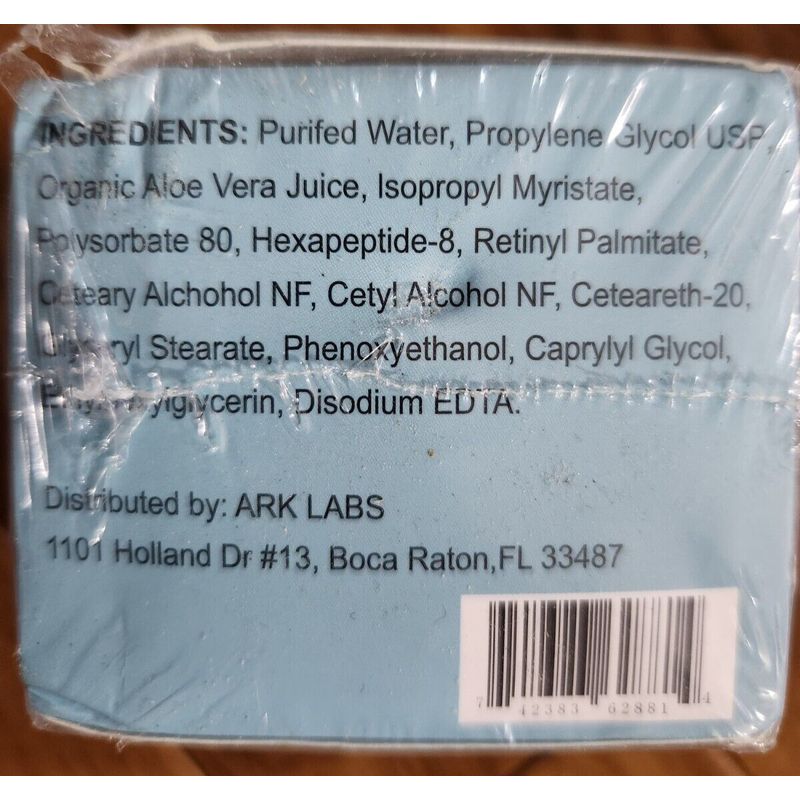 INGREDIENTS: Purifed Water, Propylene Glycol USP,
Organic Aloe Vera Juice, Isopropyl Myristate,
Polysorbate 80, Hexapeptide-8, Retinyl Palmitate,
Ceteary Alchohol NF, Cetyl Alcohol NF, Ceteareth-20,
Stearate, Phenoxyethanol, Caprylyl Glycol,
Disodium EDTA.
Distributed by: ARK LABS
1101 Holland Dr #13, Boca Raton,FL 33487
7 42383 62881 4